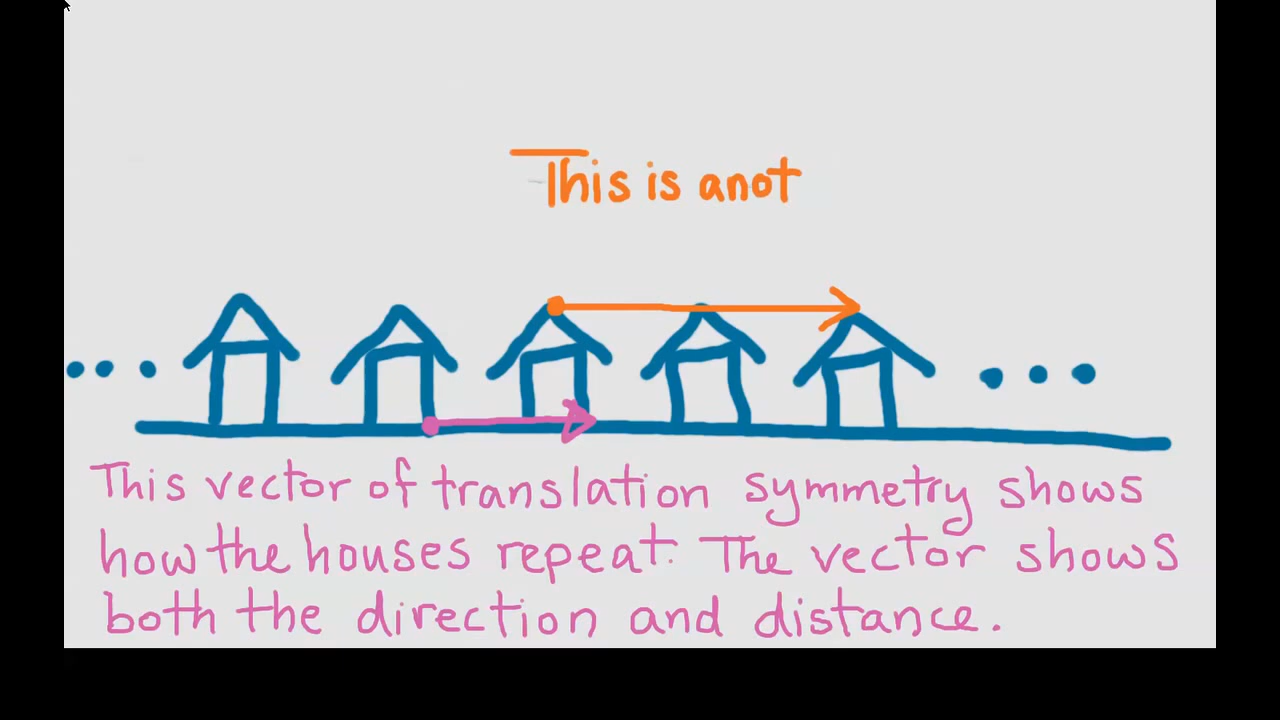 This is anot
This vector of translation symmetry shows
how the houses repeat. The vector shows
both the direction and distance.